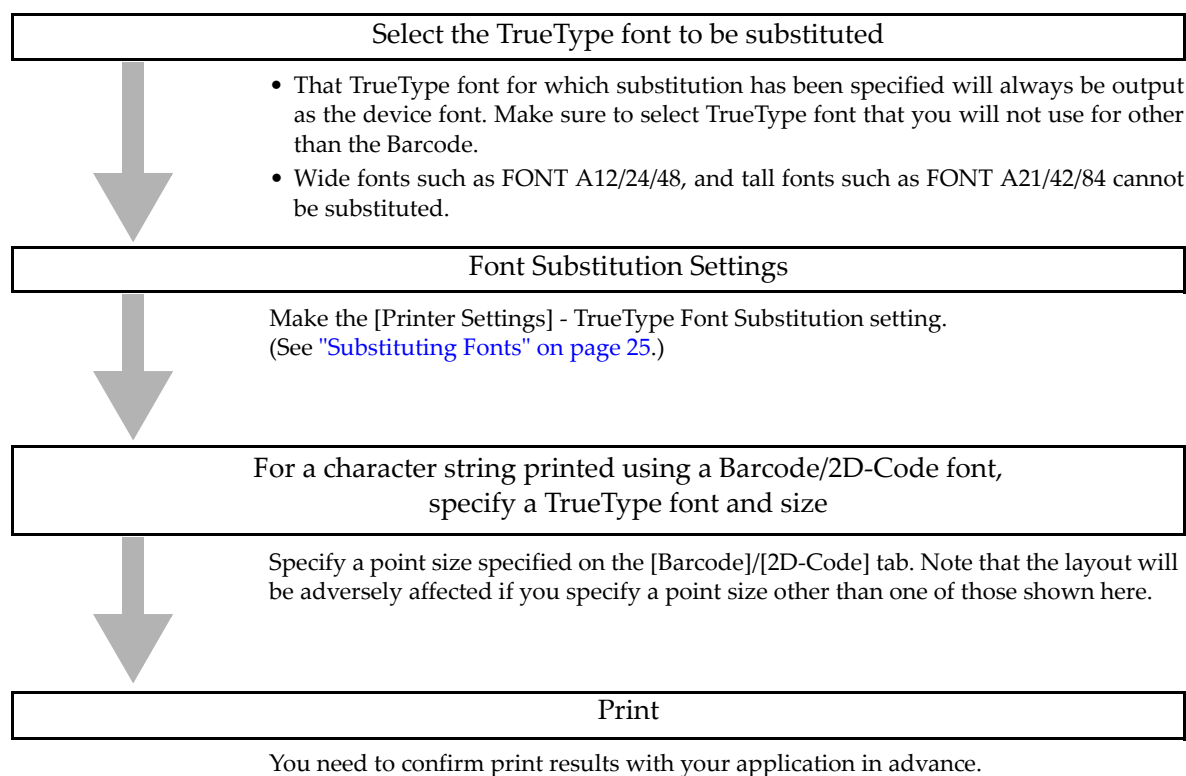 Select the TrueType font to be substituted
• That TrueType font for which substitution has been specified will always be output
as the device font. Make sure to select TrueType font that you will not use for other
than the Barcode.
• Wide fonts such as FONT A12/24/48, and tall fonts such as FONT A21/42/84 cannot
be substituted.
Font Substitution Settings
Make the [Printer Settings] - TrueType Font Substitution setting.
(See "Substituting Fonts" on page 25.)
For a character string printed using a Barcode/2D-Code font,
specify a TrueType font and size
Specify a point size specified on the [Barcode]/[2D-Code] tab. Note that the layout will
be adversely affected if you specify a point size other than one of those shown here.
Print
You need to confirm print results with your application in advance.